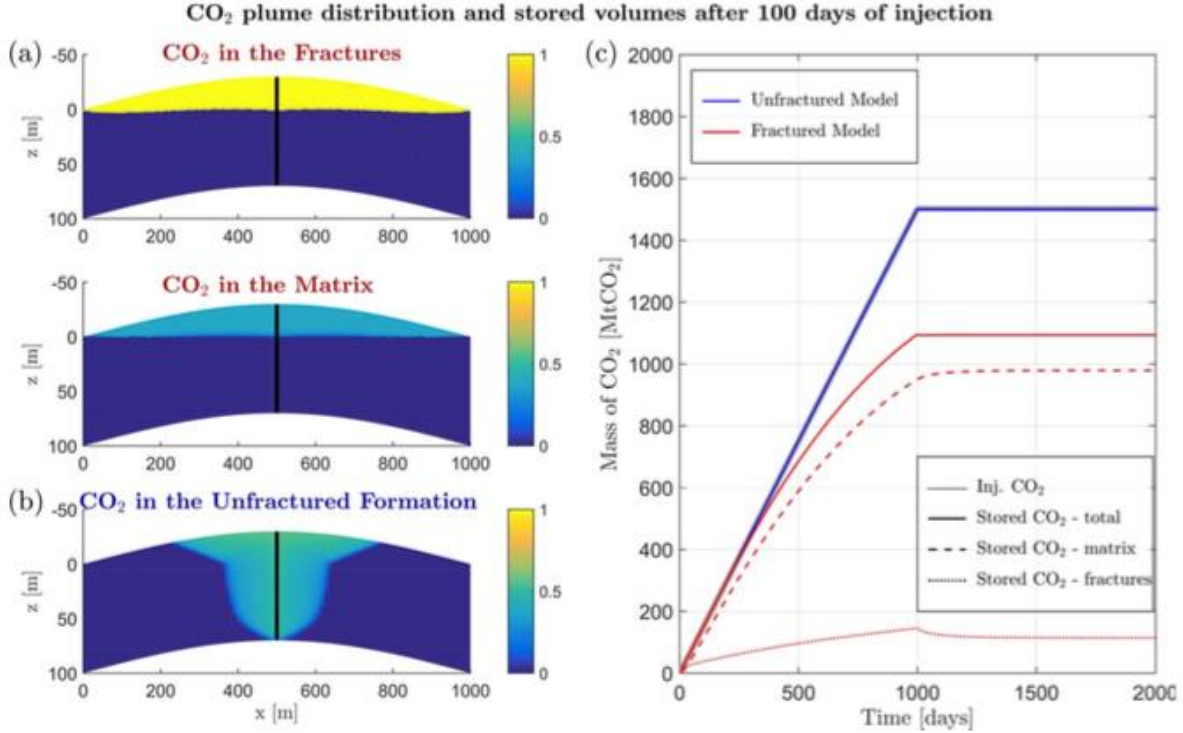 CO₂ plume distribution and stored volumes after 100 days of injection
(a)
CO₂ in the Fractures
-50
0
50
100
z [m]
0 200 400 600 800 1000
1
0.5
0
CO₂ in the Matrix
-50
0
50
100
z [m]
0 200 400 600 800 1000
1
0.5
0
(b)
CO₂ in the Unfractured Formation
-50
0
50
100
z [m]
0 200 400 600 800 1000
x [m]
1
0.5
0
(c)
2000
1800
1600
1400
1200
1000
800
600
400
200
0
Mass of CO₂ [MtCO₂]
Unfractured Model
Fractured Model
Inj. CO₂
Stored CO₂ - total
Stored CO₂ - matrix
Stored CO₂ - fractures
0 500 1000 1500 2000
Time [days]